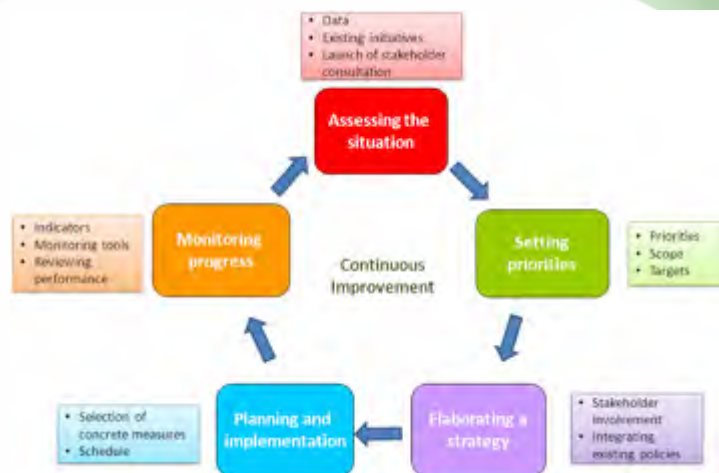 • Data
• Existing initiatives
• Launch of stakeholder
consultation
Assessing the
situation
• Indicators
• Monitoring tools
• Reviewing
performance
Monitoring
progress
Continuous
Improvement
Setting
priorities
• Priorities
• Scope
• Targets
• Selection of
concrete measures
• Schedule
Planning and
implementation
Elaborating a
strategy
• Stakeholder
involvement
• Integrating
existing policies